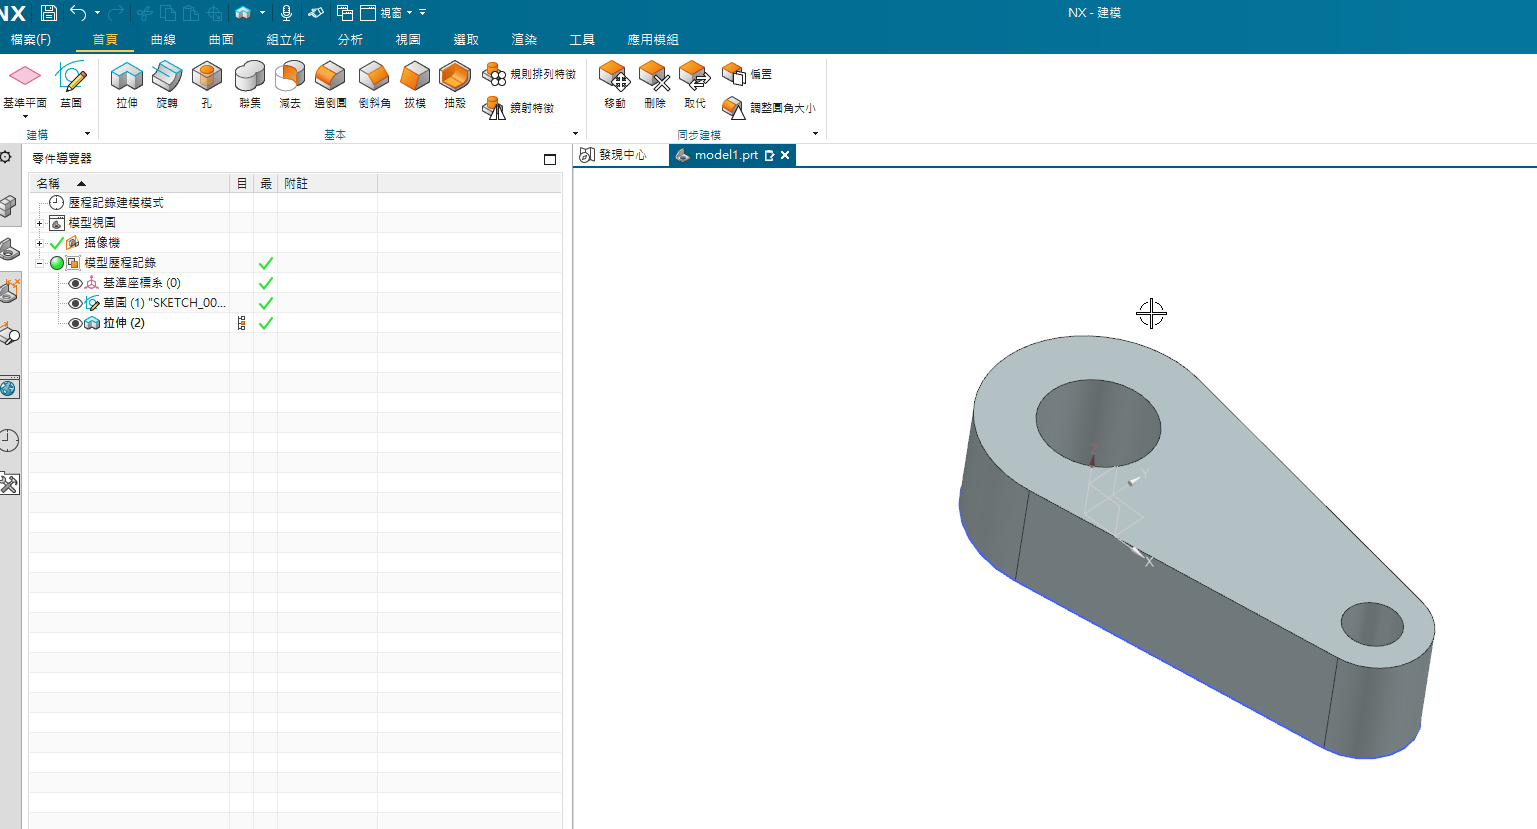 NX
視窗
NX - 建模
檔案(F) 首頁 曲線 曲面 組立件 分析 視圖 選取 渲染 工具 應用模組
基準平面 草圖 拉伸 旋轉 孔 聯集 減去 邊倒圓 倒斜角 拔模 抽殼 規則排列特徵 鏡射特徵 移動 刪除 取代 偏置 調整圓角大小
建構 基本 同步建模
零件導覽器
發現中心 model1.prt
名稱 目 最 附註
歷程記錄建模模式
模型視圖
攝像機
模型歷程記錄
基準座標系 (0)
草圖 (1) "SKETCH_00...
拉伸 (2)
Z
Y
X